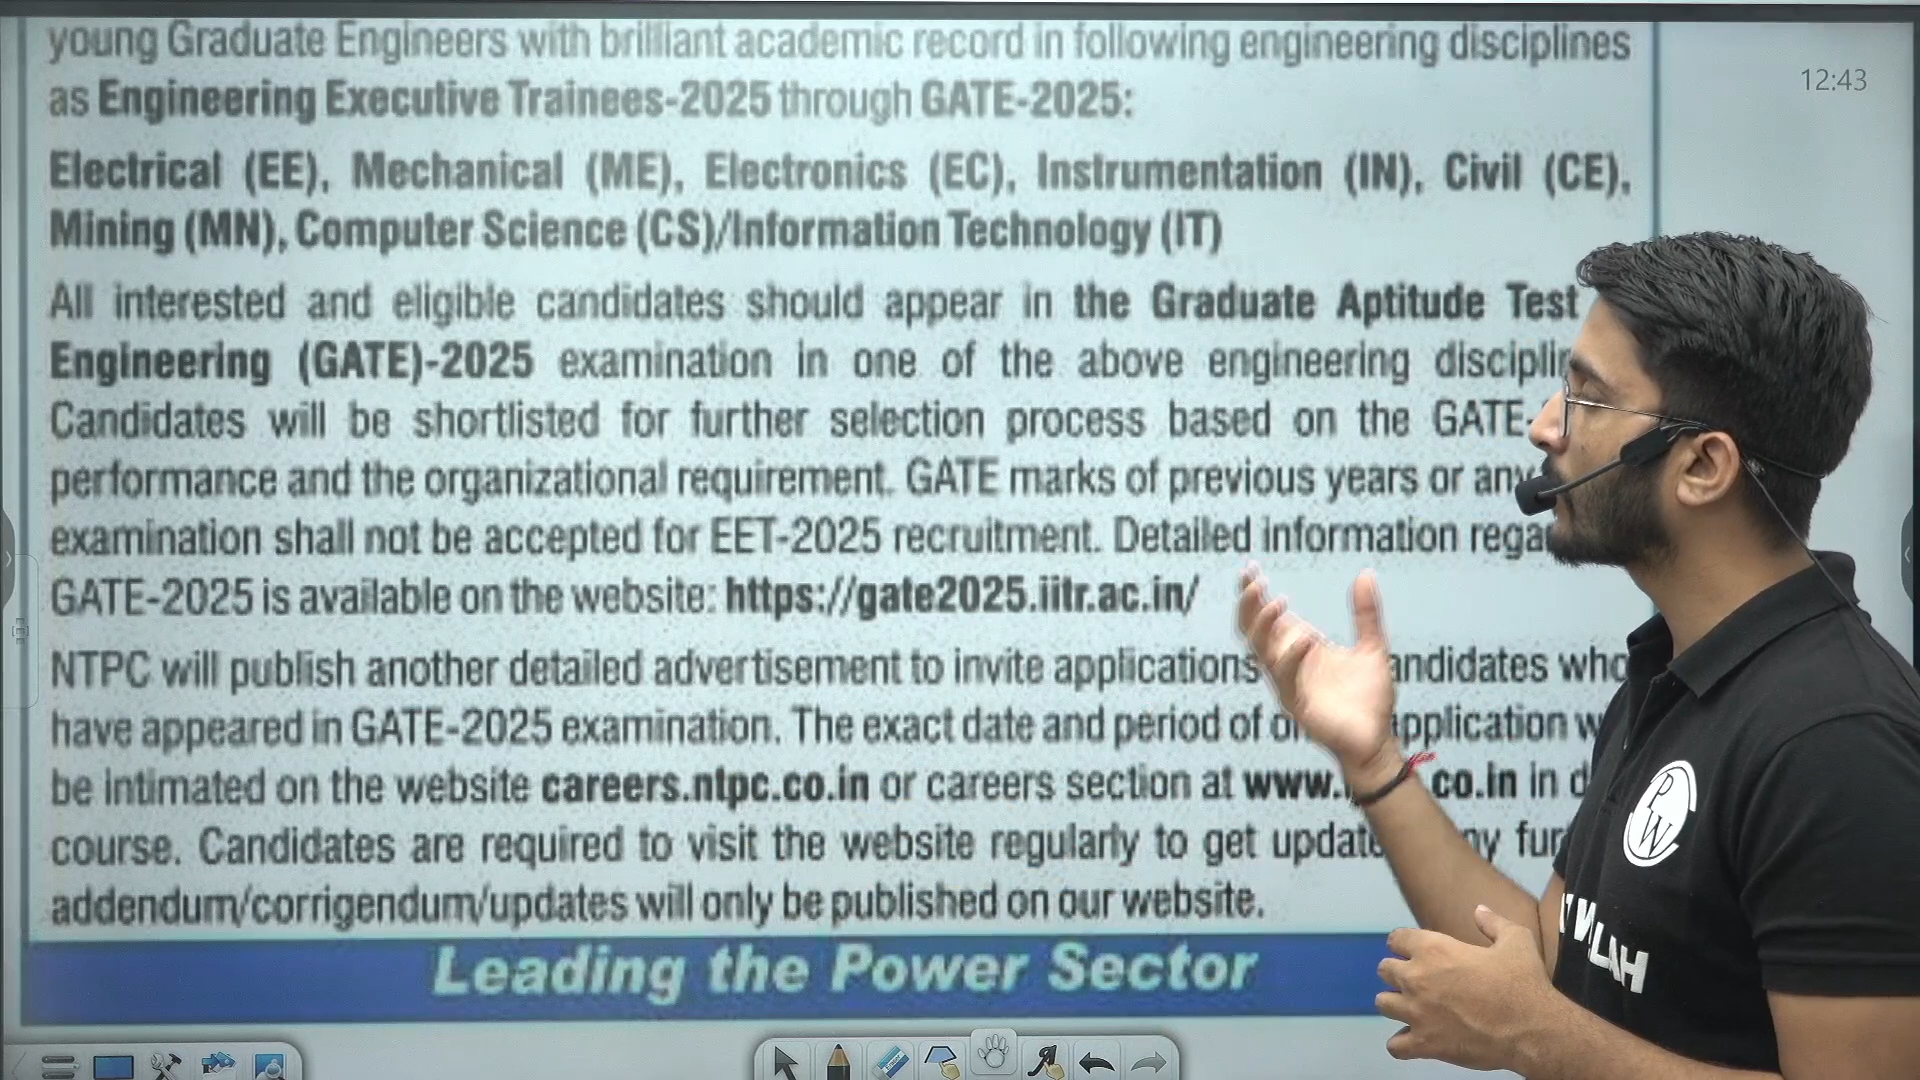 young Graduate Engineers with brilliant academic record in following engineering disciplines
as Engineering Executive Trainees-2025 through GATE-2025:
Electrical (EE), Mechanical (ME), Electronics (EC), Instrumentation (IN), Civil (CE),
Mining (MN), Computer Science (CS)/Information Technology (IT)
All interested and eligible candidates should appear in the Graduate Aptitude Test
Engineering (GATE)-2025 examination in one of the above engineering
Candidates will be shortlisted for further selection process based on the GATE-
performance and the organizational requirement. GATE marks of previous years or any
examination shall not be accepted for EET-2025 recruitment. Detailed information
GATE-2025 is available on the website: https://gate2025.iitr.ac.in/
NTPC will publish another detailed advertisement to invite applications who
have appeared in GATE-2025 examination. The exact date and period of application
be intimated on the website careers.ntpc.co.in or careers section at www. .co.in in
course. Candidates are required to visit the website regularly to get
addendum/corrigendum/updates will only be published on our website.
Leading the Power Sector
12:43
PW